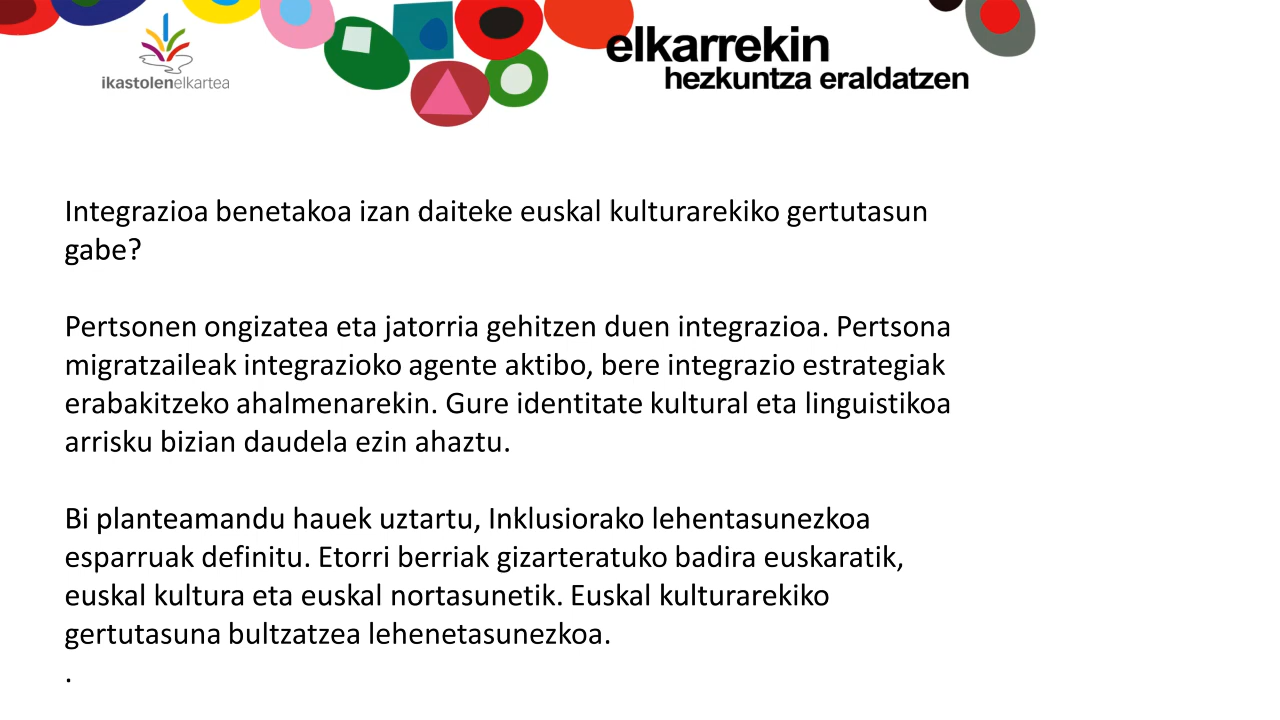 ikastolenelkartea
elkarrekin
hezkuntza eraldatzen
Integrazioa benetakoa izan daiteke euskal kulturarekiko gertutasun
gabe?
Pertsonen ongizatea eta jatorria gehitzen duen integrazioa. Pertsona
migratzaileak integrazioko agente aktibo, bere integrazio estrategiak
erabakitzeko ahalmenarekin. Gure identitate kultural eta linguistikoa
arrisku bizian daudela ezin ahaztu.
Bi planteamandu hauek uztartu, Inklusiorako lehentasunezkoa
esparruak definitu. Etorri berriak gizarteratuko badira euskaratik,
euskal kultura eta euskal nortasunetik. Euskal kulturarekiko
gertutasuna bultzatzea lehenetasunezkoa.
.